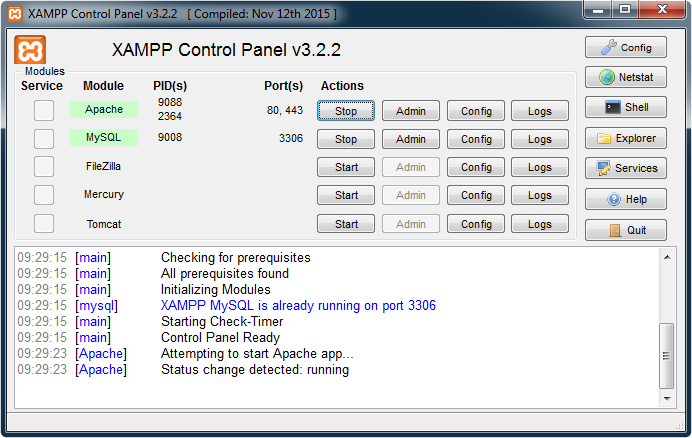 XAMPP Control Panel v3.2.2 [ Compiled: Nov 12th 2015 ]
XAMPP Control Panel v3.2.2
Config
Modules
Service Module PID(s) Port(s) Actions
Netstat
Apache 9088 2364 80, 443 Stop Admin Config Logs
Shell
MySQL 9008 3306 Stop Admin Config Logs
Explorer
FileZilla Start Admin Config Logs
Services
Mercury Start Admin Config Logs
Help
Tomcat Start Admin Config Logs
Quit
09:29:15 [main] Checking for prerequisites
09:29:15 [main] All prerequisites found
09:29:15 [main] Initializing Modules
09:29:15 [mysql] XAMPP MySQL is already running on port 3306
09:29:15 [main] Starting Check-Timer
09:29:15 [main] Control Panel Ready
09:29:23 [Apache] Attempting to start Apache app...
09:29:23 [Apache] Status change detected: running